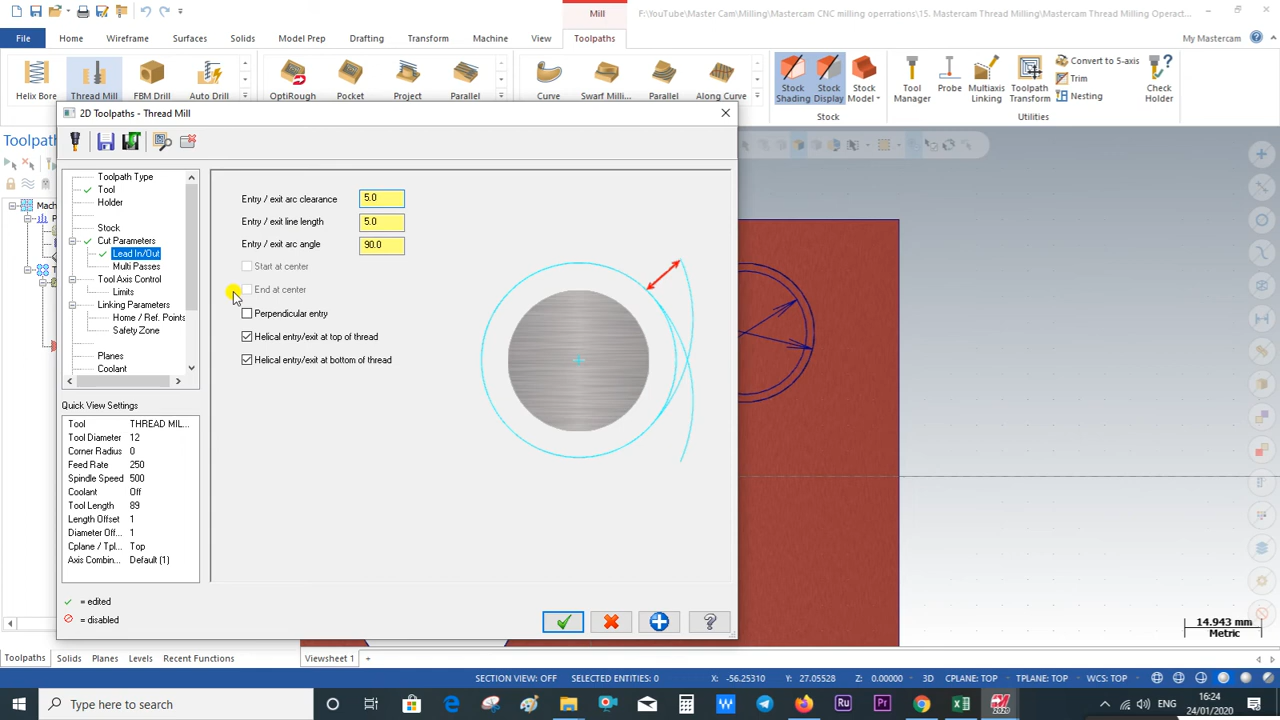 Mill
F:\YouTube\Master Cam\Milling\Mastercam CNC milling operrations\15. Mastercam Thread Milling\Mastercam Thread Milling Operact...
File
Home
Wireframe
Surfaces
Solids
Model Prep
Drafting
Transform
Machine
View
Toolpaths
My Mastercam
Helix Bore
Thread Mill
FBM Drill
Auto Drill
OptiRough
Pocket
Project
Parallel
Curve
Swarf Milli...
Parallel
Along Curve
Stock Shading
Stock Display
Stock Model
Stock
Tool Manager
Probe
Multiaxis Linking
Toolpath Transform
Convert to 5-axis
Trim
Nesting
Utilities
Check Holder
Toolpath
2D Toolpaths - Thread Mill
Mach
P
Toolpath Type
Tool
Holder
Stock
Cut Parameters
Lead In/Out
Multi Passes
Tool Axis Control
Limits
Linking Parameters
Home / Ref. Points
Safety Zone
Planes
Coolant
Entry / exit arc clearance 5.0
Entry / exit line length 5.0
Entry / exit arc angle 90.0
Start at center
End at center
Perpendicular entry
Helical entry/exit at top of thread
Helical entry/exit at bottom of thread
Quick View Settings
Tool THREAD MIL...
Tool Diameter 12
Corner Radius 0
Feed Rate 250
Spindle Speed 500
Coolant Off
Tool Length 89
Length Offset 1
Diameter Off... 1
Cplane / Tpl... Top
Axis Combin... Default (1)
= edited
= disabled
14.943 mm
Metric
Toolpaths
Solids
Planes
Levels
Recent Functions
Viewsheet 1
SECTION VIEW: OFF
SELECTED ENTITIES: 0
X: -56.25310
Y: 27.05528
Z: 0.00000
3D
CPLANE: TOP
TPLANE: TOP
WCS: TOP
Type here to search
Ru
Pr
2020
ENG
16:24
24/01/2020